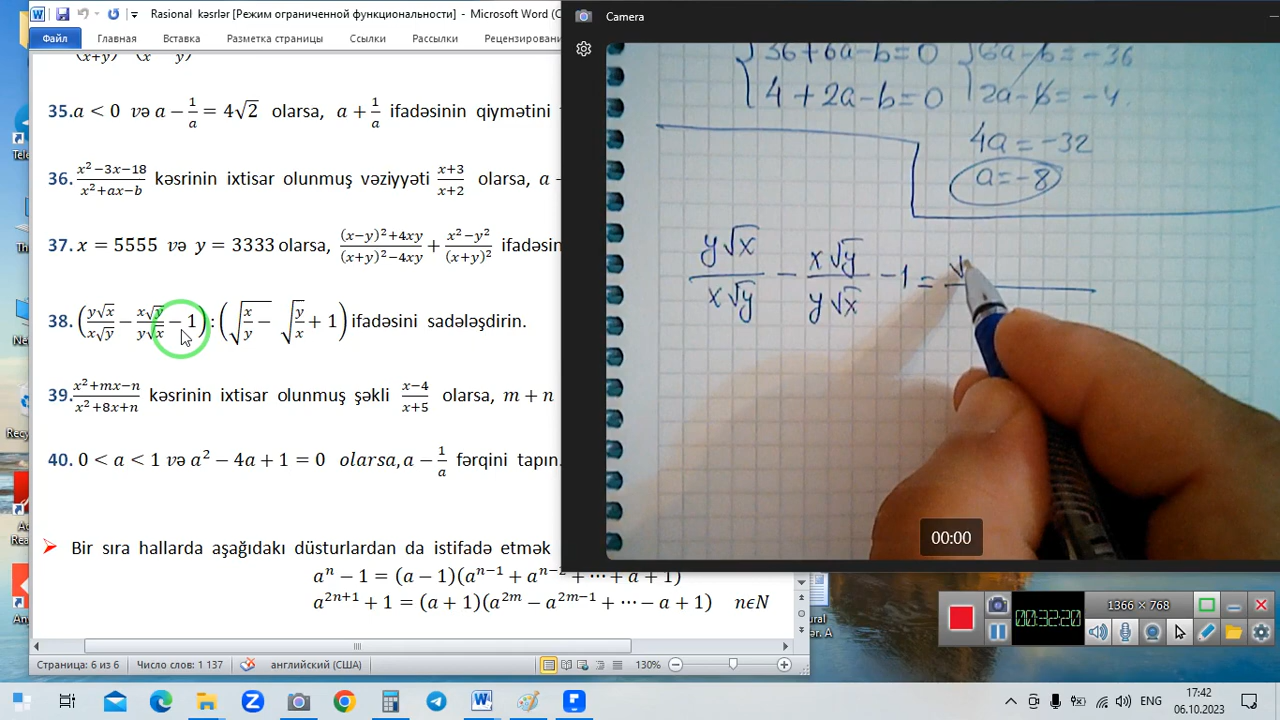 Rasional kəsrlər [Режим ограниченной функциональности] - Microsoft Word (С
Файл Главная Вставка Разметка страницы Ссылки Рассылки Рецензировани
(x+y) (x y)
35. a < 0 və a − 1/a = 4√2 olarsa, a + 1/a ifadəsinin qiymətini
36. (x²−3x−18)/(x²+ax−b) kəsrinin ixtisar olunmuş vəziyyəti (x+3)/(x+2) olarsa, a −
37. x = 5555 və y = 3333 olarsa, ((x−y)²+4xy)/((x+y)²−4xy) + (x²−y²)/(x+y)² ifadəsin
38. (y√x/x√y − x√y/y√x − 1) : (√(x/y) − √(y/x) + 1) ifadəsini sadələşdirin.
39. (x²+mx−n)/(x²+8x+n) kəsrinin ixtisar olunmuş şəkli (x−4)/(x+5) olarsa, m + n
40. 0 < a < 1 və a² − 4a + 1 = 0 olarsa, a − 1/a fərqini tapın.
➢ Bir sıra hallarda aşağıdakı düsturlardan da istifadə etmək
aⁿ − 1 = (a − 1)(aⁿ⁻¹ + aⁿ⁻² + ⋯ + a + 1)
a²ⁿ⁺¹ + 1 = (a + 1)(a²ᵐ − a²ᵐ⁻¹ + ⋯ − a + 1) nϵN
Страница: 6 из 6 Число слов: 1 137 английский (США) 130%
Camera
36+6a−b=0 6a−b=−36
4+2a−b=0 2a−b=−4.
4a=−32
a=−8
y√x/x√y − x√y/y√x − 1 =
00:00
1366 × 768
00:32:20
ENG
17:42
06.10.2023